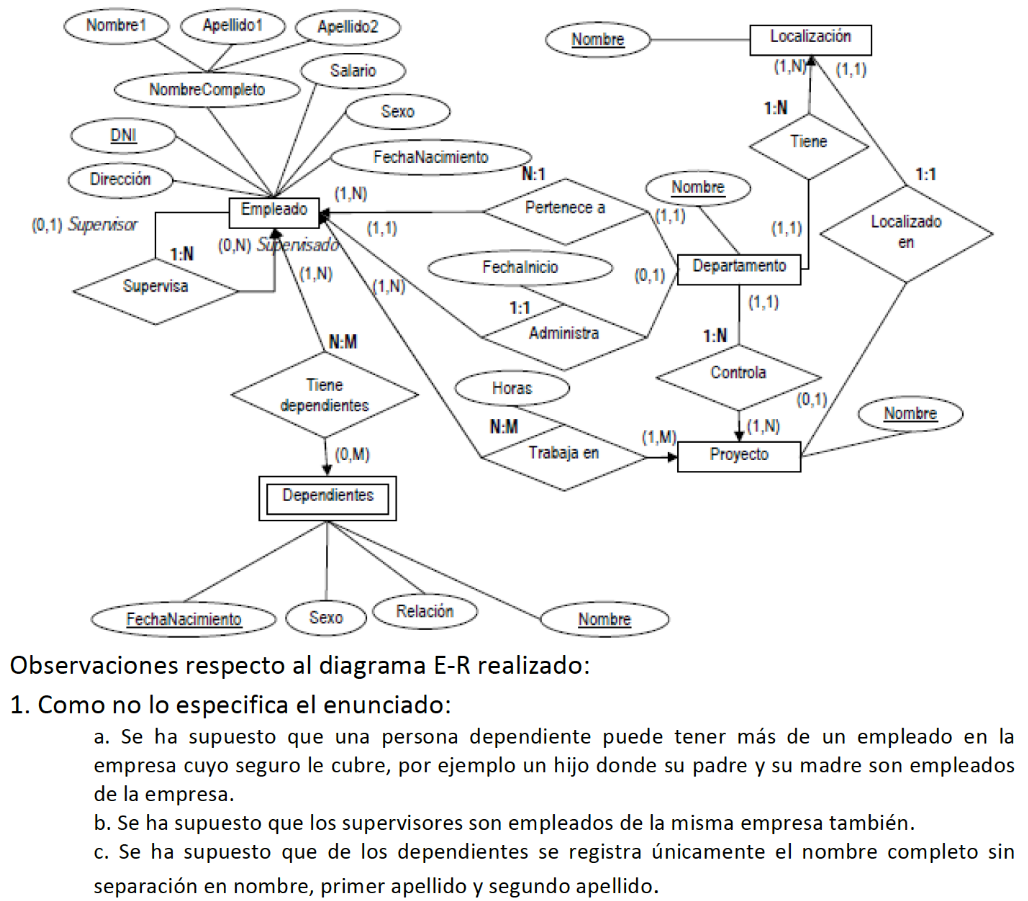 Nombre1
Apellido1
Apellido2
Nombre
Localización
NombreCompleto
Salario
(1,N)
(1,1)
Sexo
1:N
DNI
Tiene
FechaNacimiento
Dirección
N:1
1:1
Nombre
(1,N)
Empleado
Pertenece a
(1,1)
Localizado
en
(0,1) Supervisor
(1,1)
(1,1)
(0,N) Supervisado
1:N
FechaInicio
(0,1)
Departamento
(1,N)
Supervisa
(1,N)
1:1
(1,1)
Administra
N:M
1:N
Controla
Tiene
dependientes
Horas
(0,1)
N:M
Nombre
(1,M)
(1,N)
(0,M)
Trabaja en
Proyecto
Dependientes
FechaNacimiento
Sexo
Relación
Nombre
Observaciones respecto al diagrama E-R realizado:
1. Como no lo especifica el enunciado:
a. Se ha supuesto que una persona dependiente puede tener más de un empleado en la
empresa cuyo seguro le cubre, por ejemplo un hijo donde su padre y su madre son empleados
de la empresa.
b. Se ha supuesto que los supervisores son empleados de la misma empresa también.
c. Se ha supuesto que de los dependientes se registra únicamente el nombre completo sin
separación en nombre, primer apellido y segundo apellido.